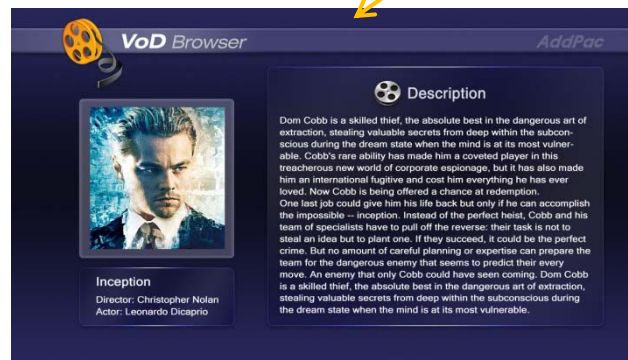 VoD Browser
AddPac
Description
Dom Cobb is a skilled thief, the absolute best in the dangerous art of
extraction, stealing valuable secrets from deep within the subcon-
scious during the dream state when the mind is at its most vulner-
able. Cobb's rare ability has made him a coveted player in this
treacherous new world of corporate espionage, but it has also made
him an international fugitive and cost him everything he has ever
loved. Now Cobb is being offered a chance at redemption.
One last job could give him his life back but only if he can accomplish
the impossible -- inception. Instead of the perfect heist, Cobb and his
team of specialists have to pull off the reverse: their task is not to
steal an idea but to plant one. If they succeed, it could be the perfect
crime. But no amount of careful planning or expertise can prepare the
team for the dangerous enemy that seems to predict their every
move. An enemy that only Cobb could have seen coming. Dom Cobb
is a skilled thief, the absolute best in the dangerous art of extraction,
stealing valuable secrets from deep within the subconscious during
the dream state when the mind is at its most vulnerable.
Inception
Director: Christopher Nolan
Actor: Leonardo Dicaprio